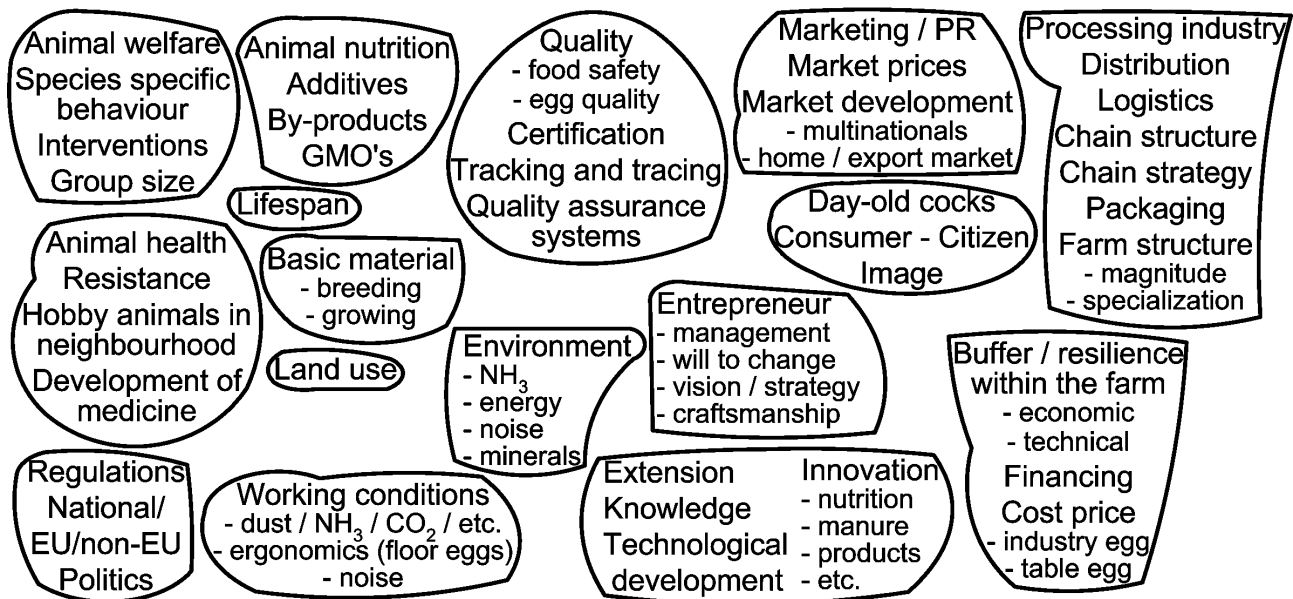 Animal welfare
Species specific
behaviour
Interventions
Group size
Animal nutrition
Additives
By-products
GMO's
Quality
- food safety
- egg quality
Certification
Tracking and tracing
Quality assurance
systems
Marketing / PR
Market prices
Market development
- multinationals
- home / export market
Processing industry
Distribution
Logistics
Chain structure
Chain strategy
Packaging
Farm structure
- magnitude
- specialization
Lifespan
Day-old cocks
Consumer - Citizen
Image
Animal health
Resistance
Hobby animals in
neighbourhood
Development of
medicine
Basic material
- breeding
- growing
Land use
Environment
- NH₃
- energy
- noise
- minerals
Entrepreneur
- management
- will to change
- vision / strategy
- craftsmanship
Buffer / resilience
within the farm
- economic
- technical
Financing
Cost price
- industry egg
- table egg
Regulations
National/
EU/non-EU
Politics
Working conditions
- dust / NH₃ / CO₂ / etc.
- ergonomics (floor eggs)
- noise
Extension
Knowledge
Technological
development
Innovation
- nutrition
- manure
- products
- etc.